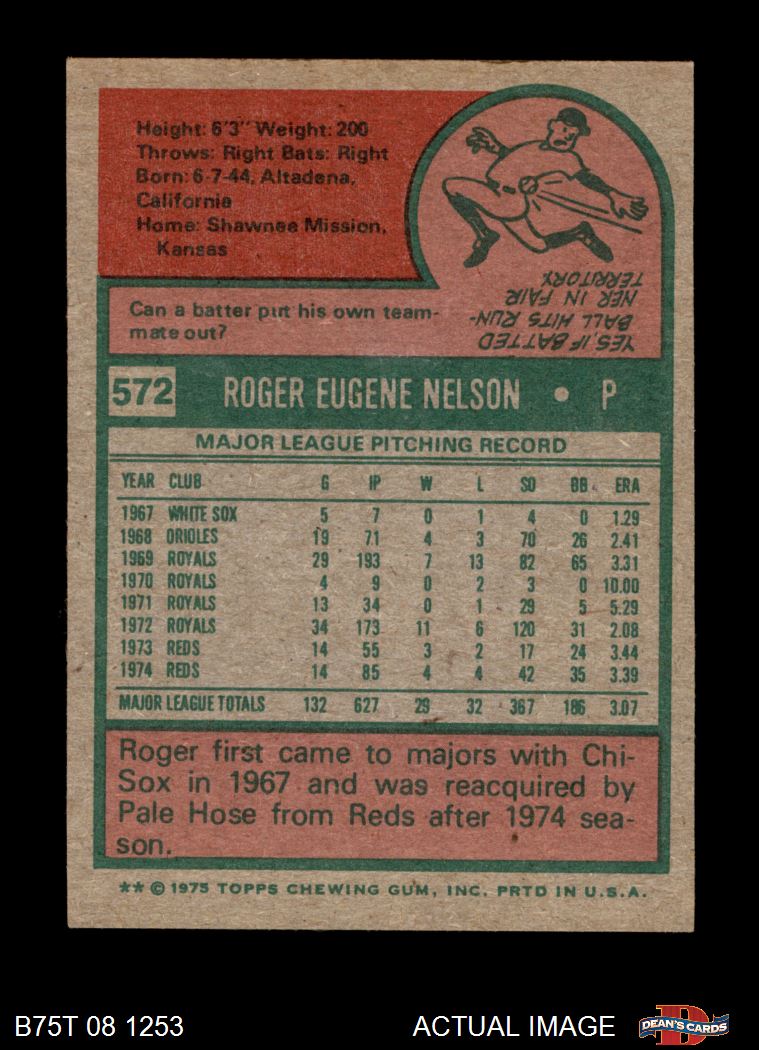 Height: 6'3" Weight: 200
Throws: Right Bats: Right
Born: 6-7-44, Altadena,
California
Home: Shawnee Mission,
Kansas
Can a batter put his own team-
mate out?
YES, IF BATTED
BALL HITS RUN-
NER IN FAIR
TERRITORY.
572 ROGER EUGENE NELSON • P
MAJOR LEAGUE PITCHING RECORD
YEAR CLUB G IP W L SO BB ERA
1967 WHITE SOX 5 7 0 1 4 0 1.29
1968 ORIOLES 19 71 4 3 70 26 2.41
1969 ROYALS 29 193 7 13 82 65 3.31
1970 ROYALS 4 9 0 2 3 0 10.00
1971 ROYALS 13 34 0 1 29 5 5.29
1972 ROYALS 34 173 11 6 120 31 2.08
1973 REDS 14 55 3 2 17 24 3.44
1974 REDS 14 85 4 4 42 35 3.39
MAJOR LEAGUE TOTALS 132 627 29 32 367 186 3.07
Roger first came to majors with Chi-
Sox in 1967 and was reacquired by
Pale Hose from Reds after 1974 sea-
son.
** © 1975 TOPPS CHEWING GUM, INC. PRTD IN U.S.A.
B75T 08 1253 ACTUAL IMAGE
D
DEAN'S CARDS